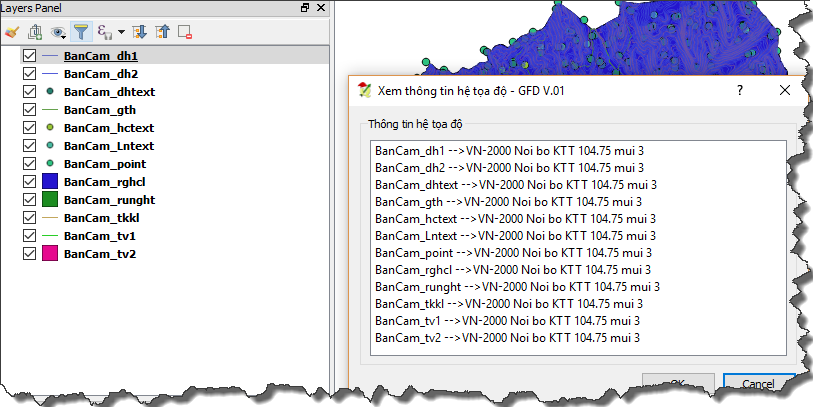 Layers Panel
BanCam_dh1
BanCam_dh2
BanCam_dhtext
BanCam_gth
BanCam_hctext
BanCam_Lntext
BanCam_point
BanCam_rghcl
BanCam_runght
BanCam_tkkl
BanCam_tv1
BanCam_tv2
Xem thông tin hệ tọa độ - GFD V.01
Thông tin hệ tọa độ
BanCam_dh1 -->VN-2000 Noi bo KTT 104.75 mui 3
BanCam_dh2 -->VN-2000 Noi bo KTT 104.75 mui 3
BanCam_dhtext -->VN-2000 Noi bo KTT 104.75 mui 3
BanCam_gth -->VN-2000 Noi bo KTT 104.75 mui 3
BanCam_hctext -->VN-2000 Noi bo KTT 104.75 mui 3
BanCam_Lntext -->VN-2000 Noi bo KTT 104.75 mui 3
BanCam_point -->VN-2000 Noi bo KTT 104.75 mui 3
BanCam_rghcl -->VN-2000 Noi bo KTT 104.75 mui 3
BanCam_runght -->VN-2000 Noi bo KTT 104.75 mui 3
BanCam_tkkl -->VN-2000 Noi bo KTT 104.75 mui 3
BanCam_tv1 -->VN-2000 Noi bo KTT 104.75 mui 3
BanCam_tv2 -->VN-2000 Noi bo KTT 104.75 mui 3
OK Cancel